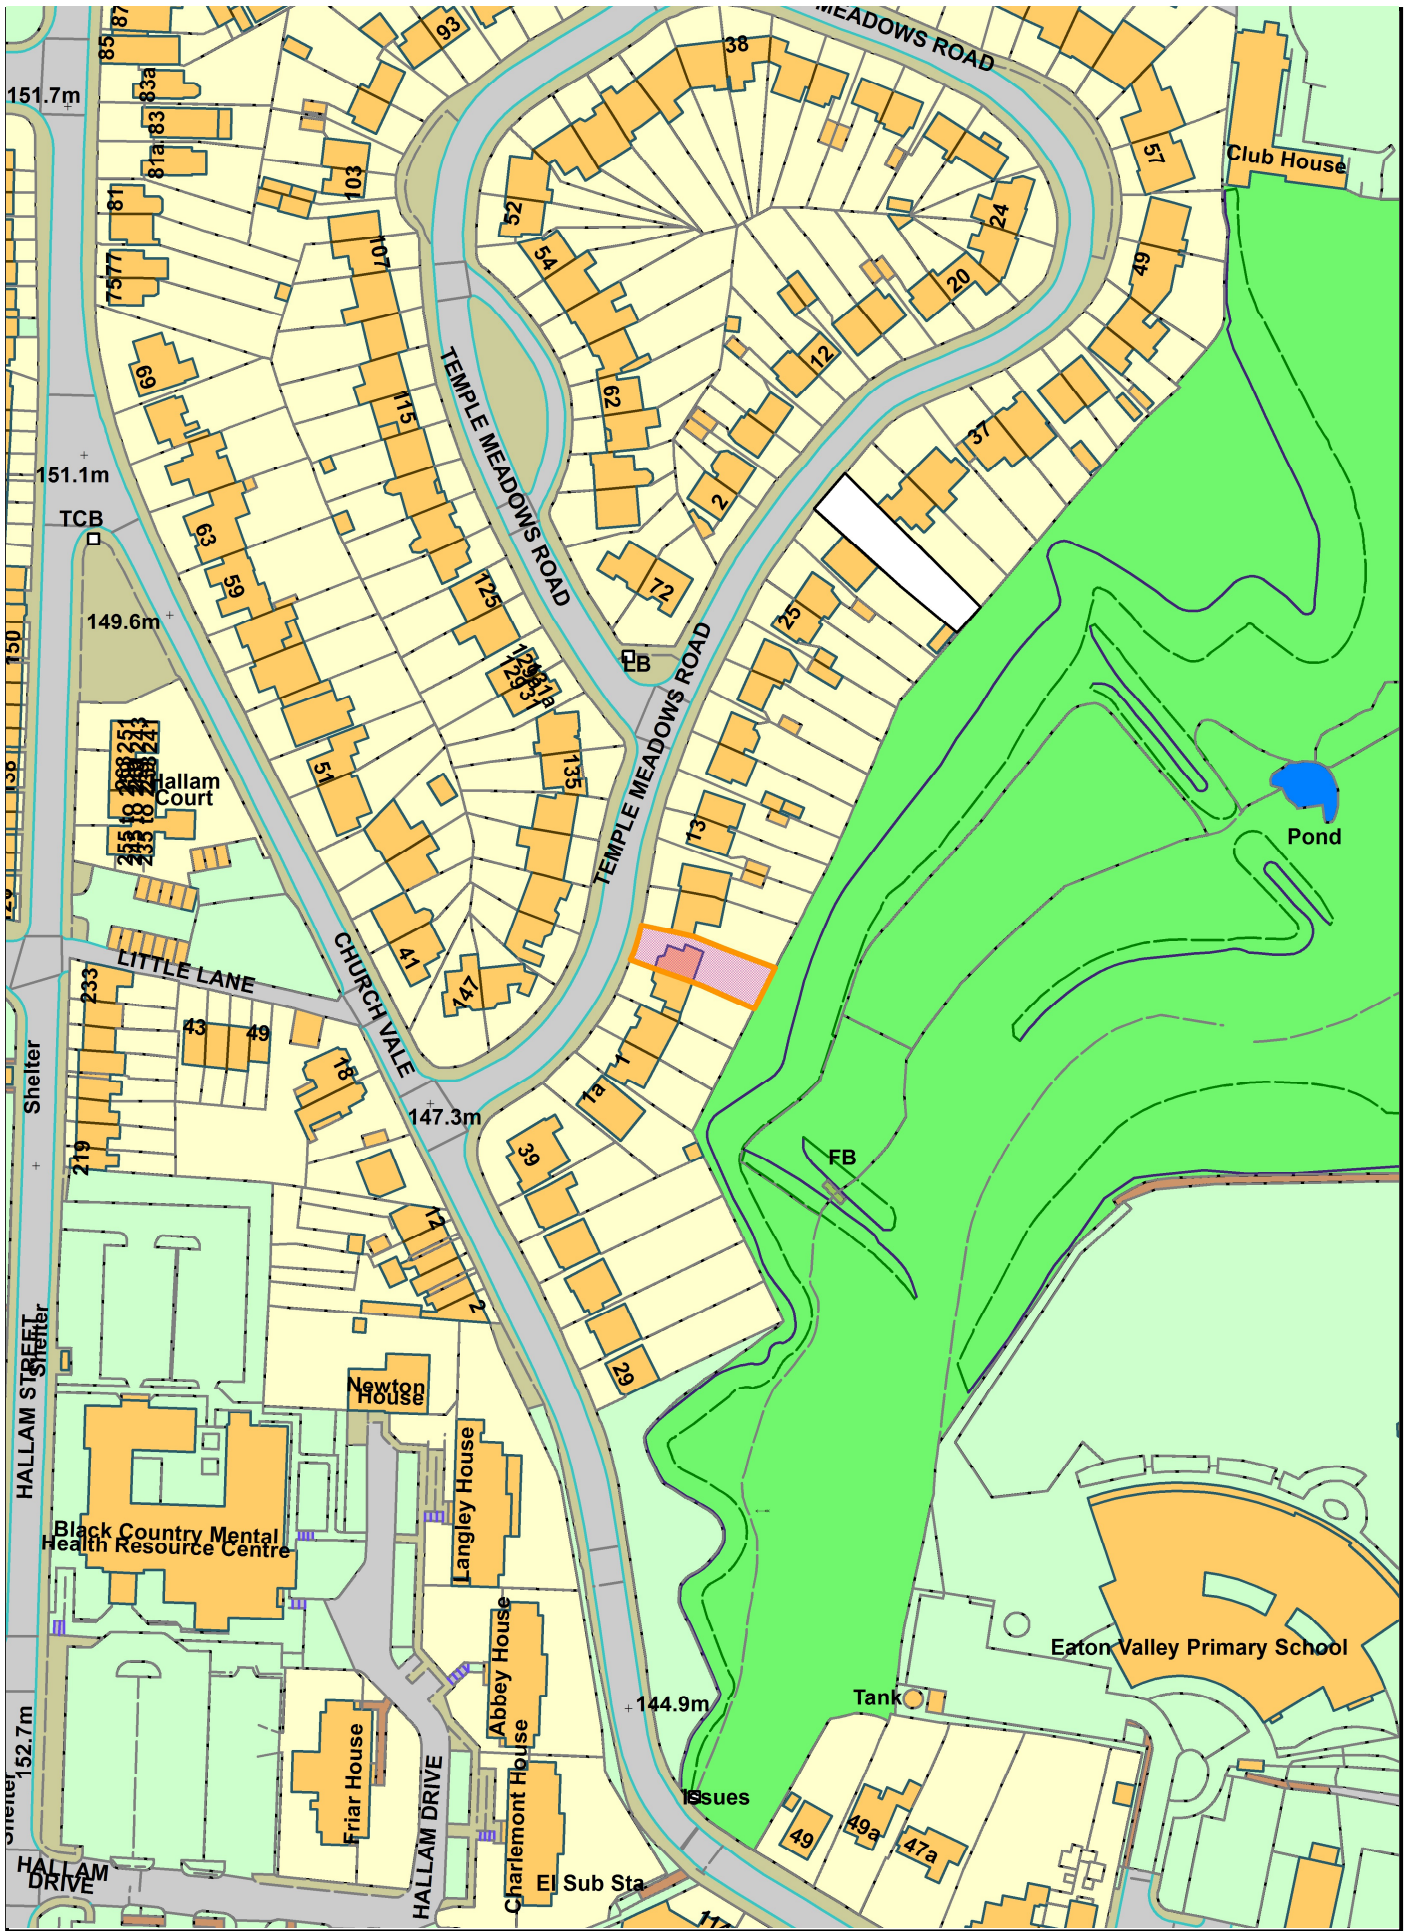 87
93
38
MEADOWS ROAD
85
83a
151.7m
83
81a
103
57
Club House
81
52
24
107
54
49
7577
20
69
12
TEMPLE MEADOWS ROAD
62
115
37
151.1m
2
TCB
63
59
125
72
25
149.6m
150
LB
TEMPLE MEADOWS ROAD
51
135
Hallam
Court
13
Pond
41
CHURCH VALE
LITTLE LANE
233
147
43
49
18
1
1a
Shelter
147.3m
219
39
FB
12
2
Shelter
HALLAM STREET
29
Newton
House
Langley House
Black Country Mental
Health Resource Centre
Abbey House
Eaton Valley Primary School
Tank
144.9m
152.7m
Friar House
HALLAM DRIVE
Charlemont House
Issues
Shelter
49
49a
47a
HALLAM
DRIVE
El Sub Sta